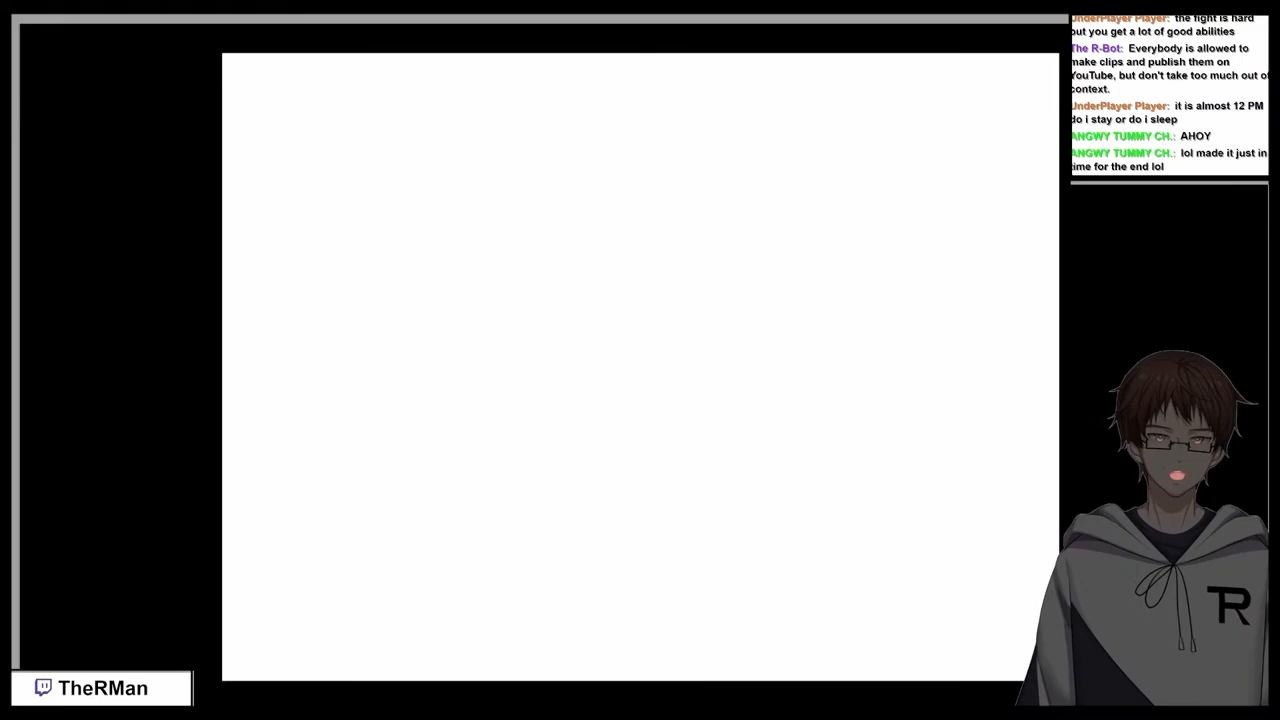 UnderPlayer Player: the fight is hard
but you get a lot of good abilities
The R-Bot: Everybody is allowed to
make clips and publish them on
YouTube, but don't take too much out of
context.
UnderPlayer Player: it is almost 12 PM
do i stay or do i sleep
ANGWY TUMMY CH.: AHOY
ANGWY TUMMY CH.: lol made it just in
time for the end lol
TR
TheRMan